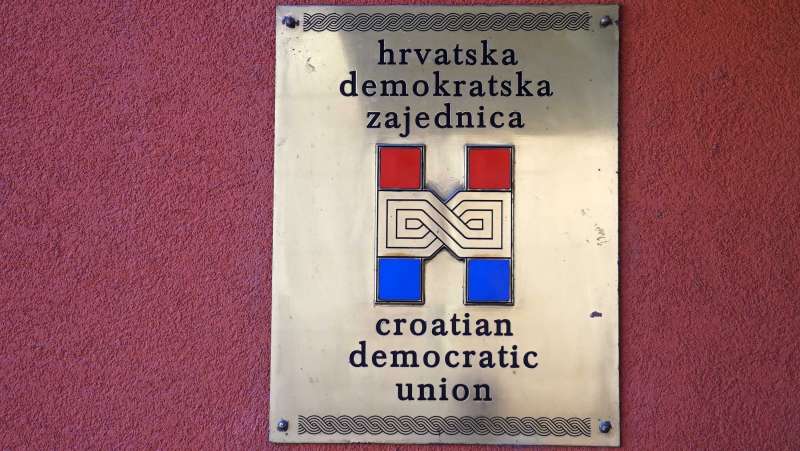 hrvatska
demokratska
zajednica
croatian
democratic
union